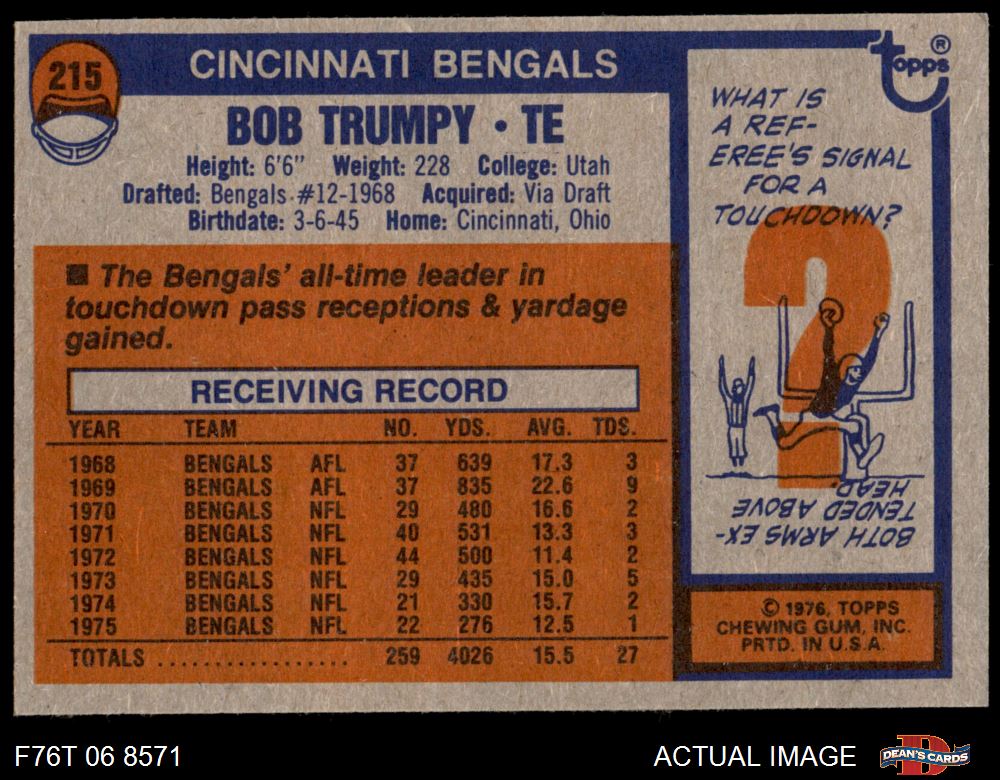 215
CINCINNATI BENGALS
BOB TRUMPY • TE
Height: 6'6" Weight: 228 College: Utah
Drafted: Bengals #12-1968 Acquired: Via Draft
Birthdate: 3-6-45 Home: Cincinnati, Ohio
■ The Bengals' all-time leader in
touchdown pass receptions & yardage
gained.
RECEIVING RECORD
YEAR TEAM NO. YDS. AVG. TDS.
1968 BENGALS AFL 37 639 17.3 3
1969 BENGALS AFL 37 835 22.6 9
1970 BENGALS NFL 29 480 16.6 2
1971 BENGALS NFL 40 531 13.3 3
1972 BENGALS NFL 44 500 11.4 2
1973 BENGALS NFL 29 435 15.0 5
1974 BENGALS NFL 21 330 15.7 2
1975 BENGALS NFL 22 276 12.5 1
TOTALS .................. 259 4026 15.5 27
topps ®
WHAT IS
A REF-
EREE'S SIGNAL
FOR A
TOUCHDOWN?
BOTH ARMS EX-
TENDED ABOVE
HEAD
© 1976, TOPPS
CHEWING GUM, INC.
PRTD. IN U.S.A.
F76T 06 8571
ACTUAL IMAGE
DEAN'S CARDS